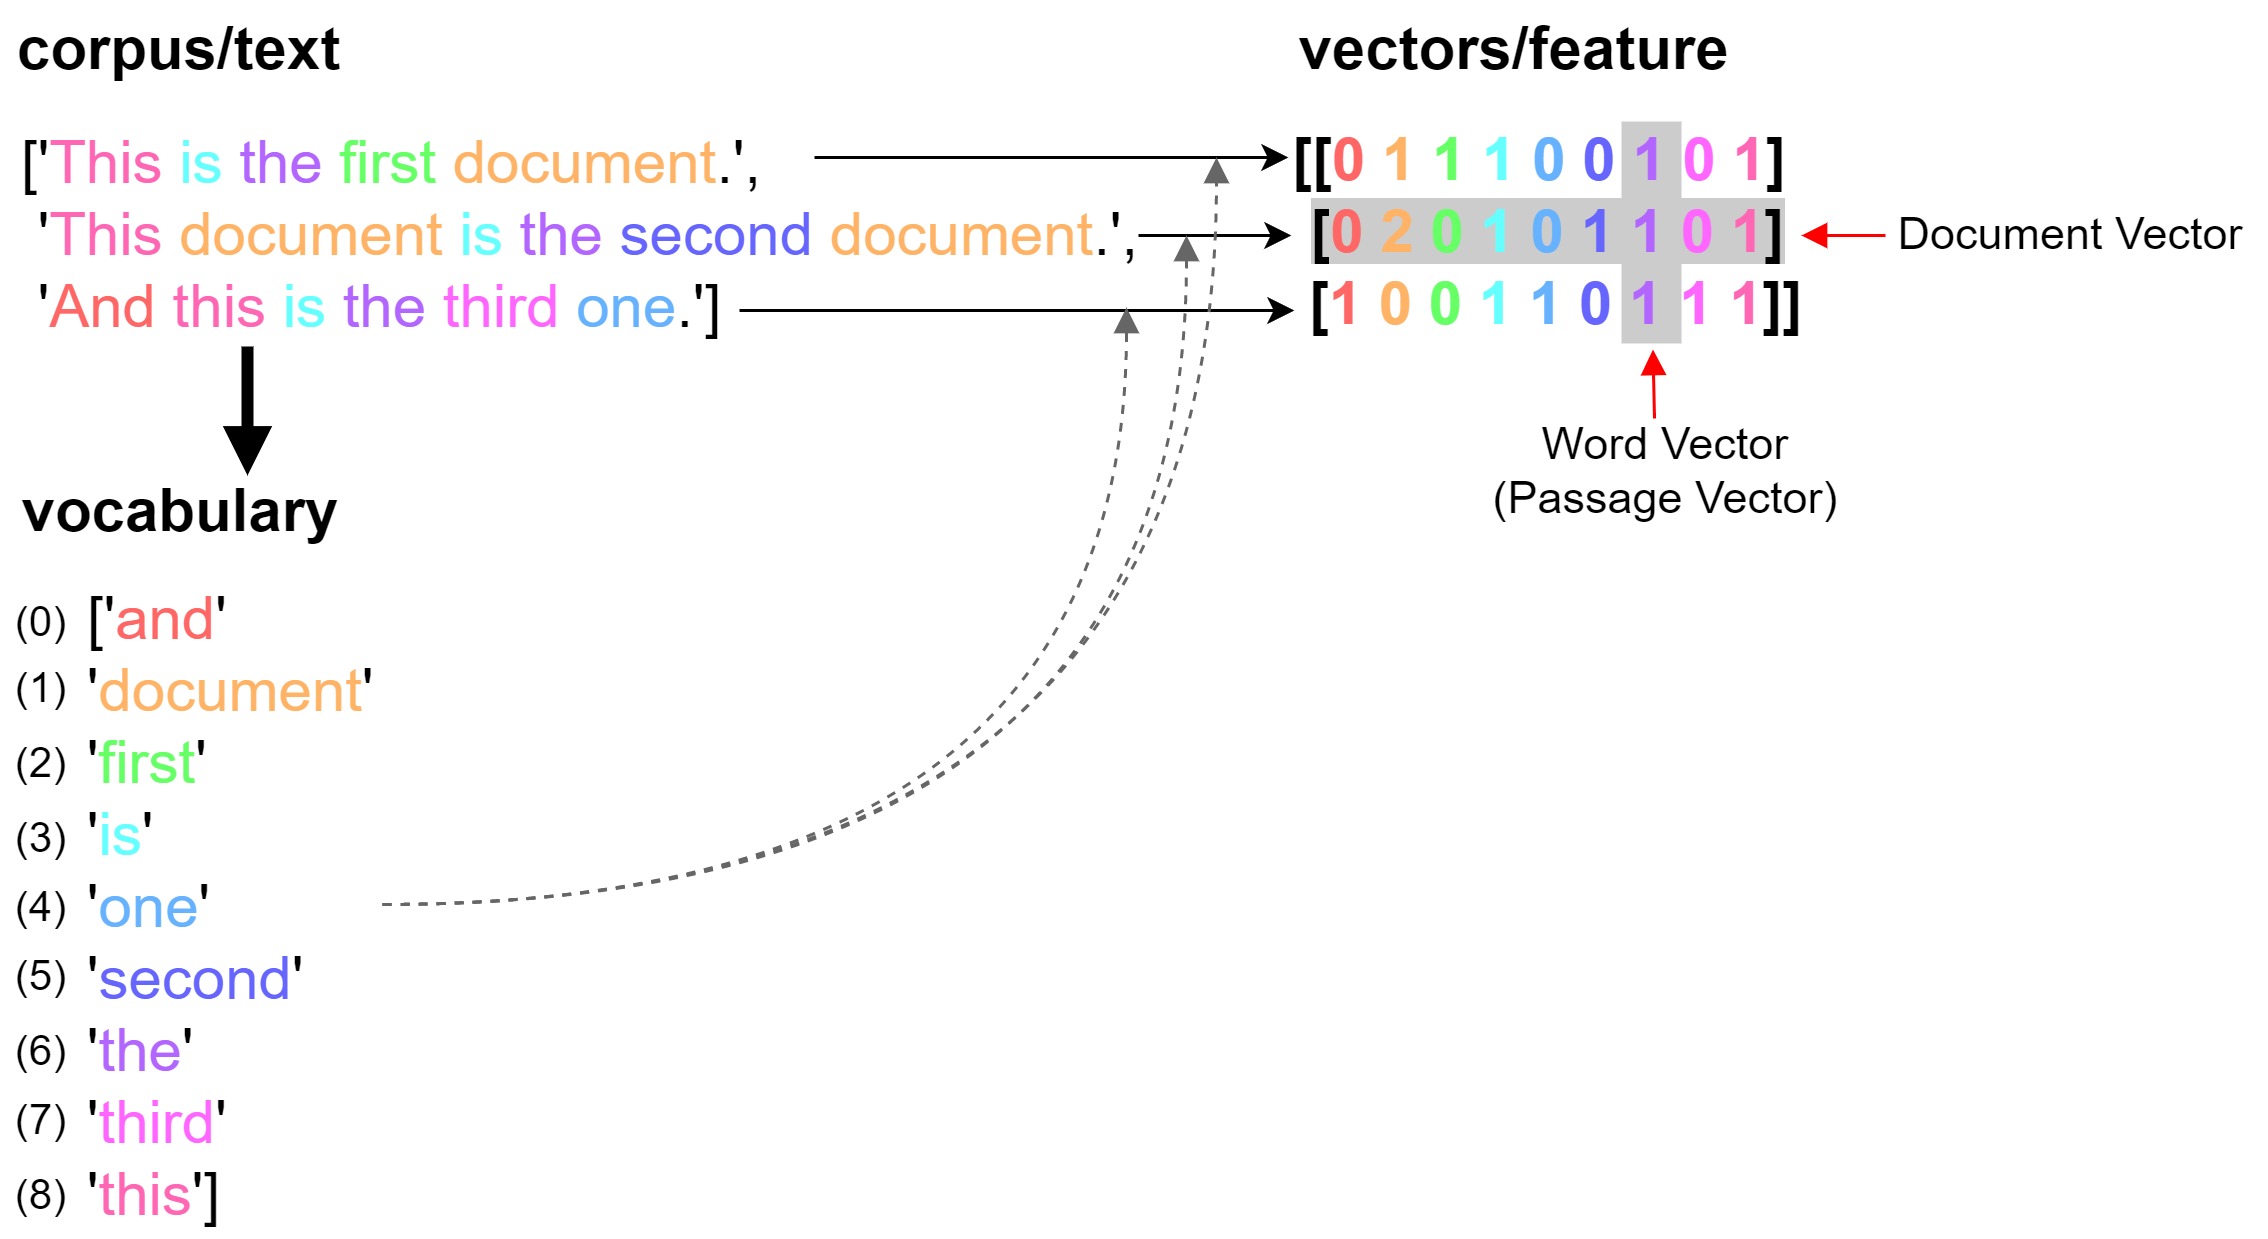 corpus/text
['This is the first document.',
'This document is the second document.',
'And this is the third one.']
vocabulary
(0) ['and'
(1) 'document'
(2) 'first'
(3) 'is'
(4) 'one'
(5) 'second'
(6) 'the'
(7) 'third'
(8) 'this']
vectors/feature
[[0 1 1 1 0 0 1 0 1]
[0 2 0 1 0 1 1 0 1]
[1 0 0 1 1 0 1 1 1]]
Document Vector
Word Vector
(Passage Vector)